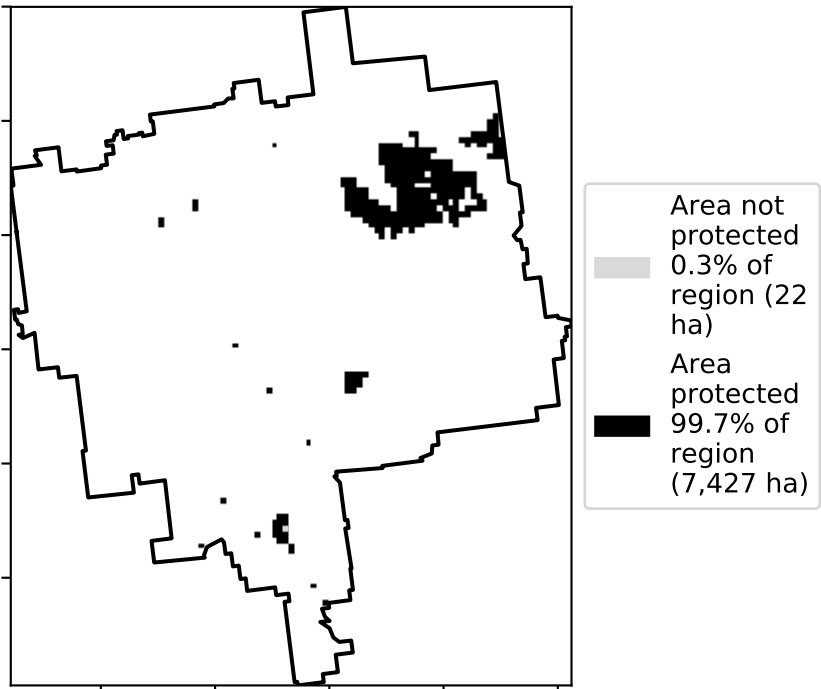 Area not
protected
0.3% of
region (22
ha)
Area
protected
99.7% of
region
(7,427 ha)